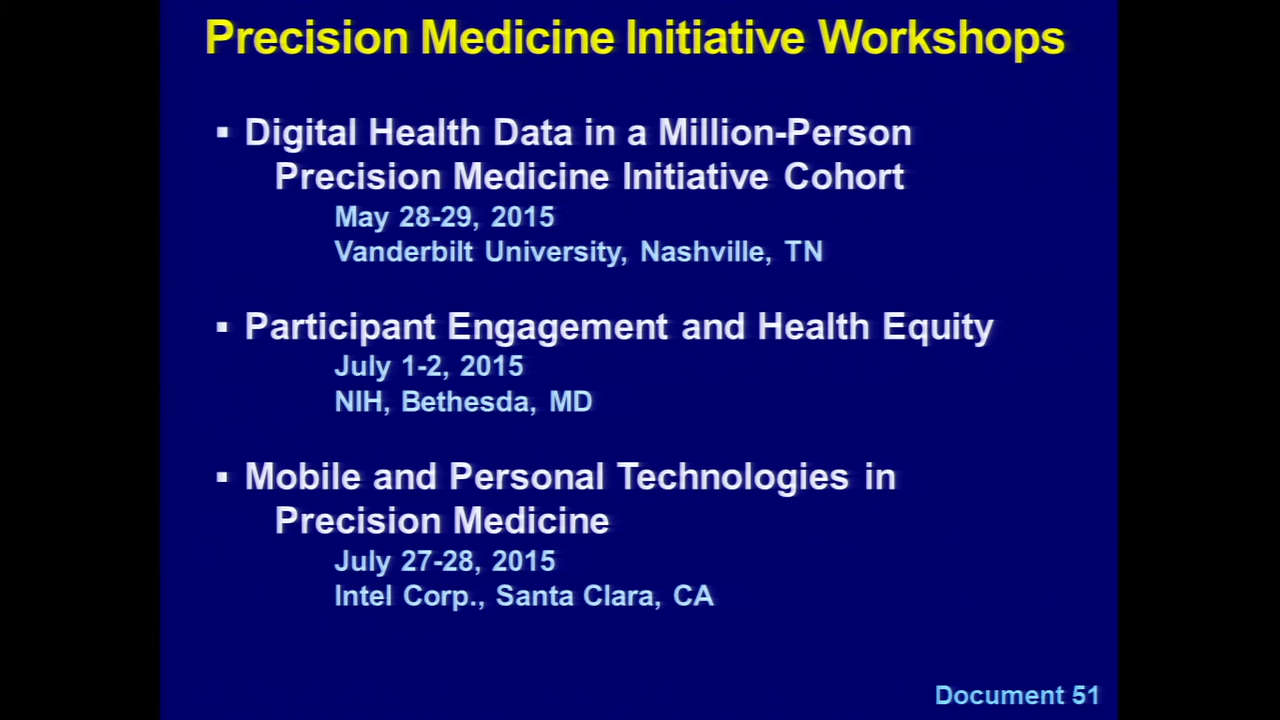 Precision Medicine Initiative Workshops
▪ Digital Health Data in a Million-Person
Precision Medicine Initiative Cohort
May 28-29, 2015
Vanderbilt University, Nashville, TN
▪ Participant Engagement and Health Equity
July 1-2, 2015
NIH, Bethesda, MD
▪ Mobile and Personal Technologies in
Precision Medicine
July 27-28, 2015
Intel Corp., Santa Clara, CA
Document 51